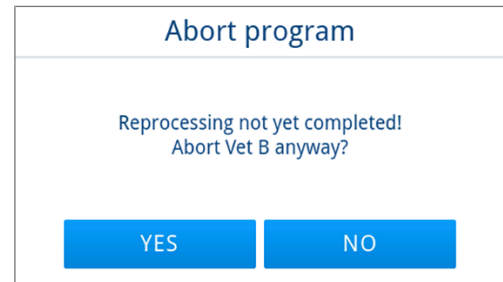 Abort program
Reprocessing not yet completed!
Abort Vet B anyway?
YES
NO